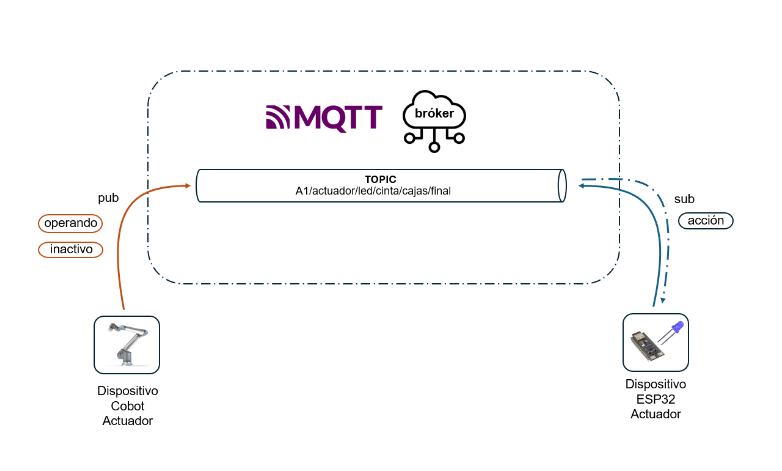 MQTT
bróker
TOPIC
A1/actuador/led/cinta/cajas/final
pub
operando
inactivo
sub
acción
Dispositivo
Cobot
Actuador
Dispositivo
ESP32
Actuador